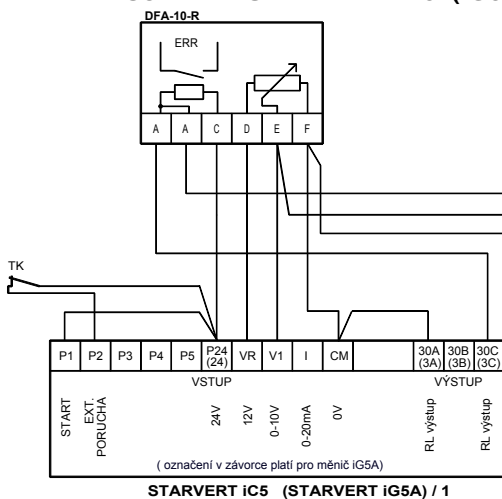 DFA-10-R
ERR
A A C D E F
TK
P1 P2 P3 P4 P5 P24 (24) VR V1 I CM 30A (3A) 30B (3B) 30C (3C)
VSTUP VÝSTUP
START
EXT. PORUCHA
24V
12V
0-10V
0-20mA
0V
RL výstup
RL výstup
( označení v závorce platí pro měnič iG5A)
STARVERT iC5 (STARVERT iG5A) / 1